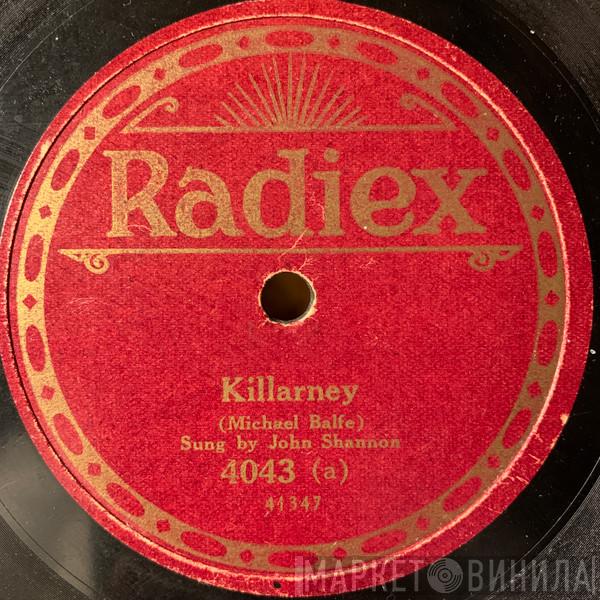 Radiex
Killarney
(Michael Balfe)
Sung by John Shannon
4043 (a)
41347
МАРКЕТ ВИНИЛА